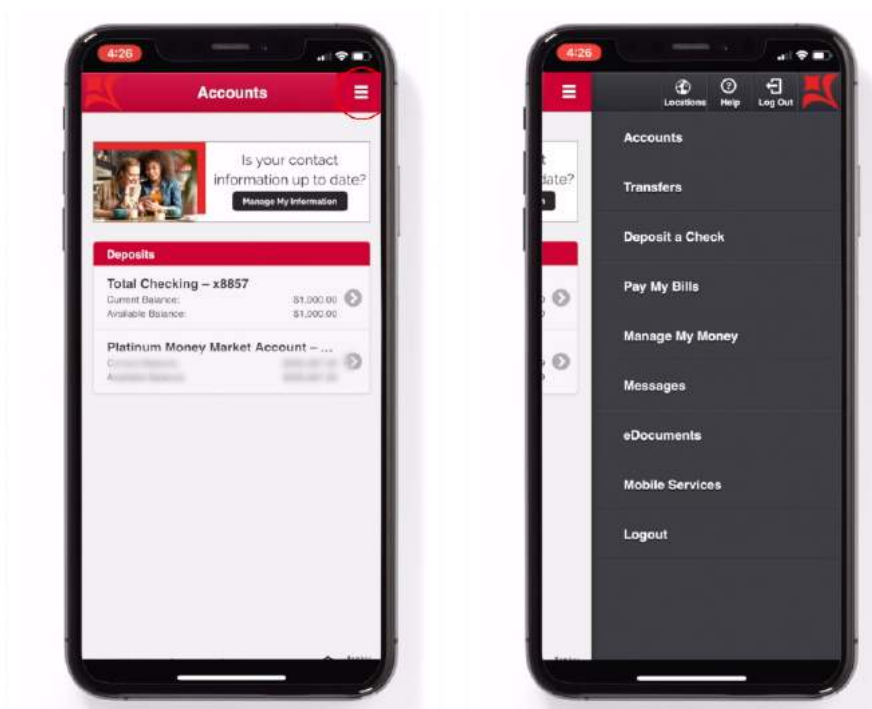 4:26
Accounts
Is your contact
information up to date?
Manage My Information
Deposits
Total Checking – x8857
Current Balance: $1,000.00
Available Balance: $1,000.00
Platinum Money Market Account – ...
4:26
Locations Help Log Out
Accounts
date?
Transfers
Deposit a Check
Pay My Bills
Manage My Money
Messages
eDocuments
Mobile Services
Logout